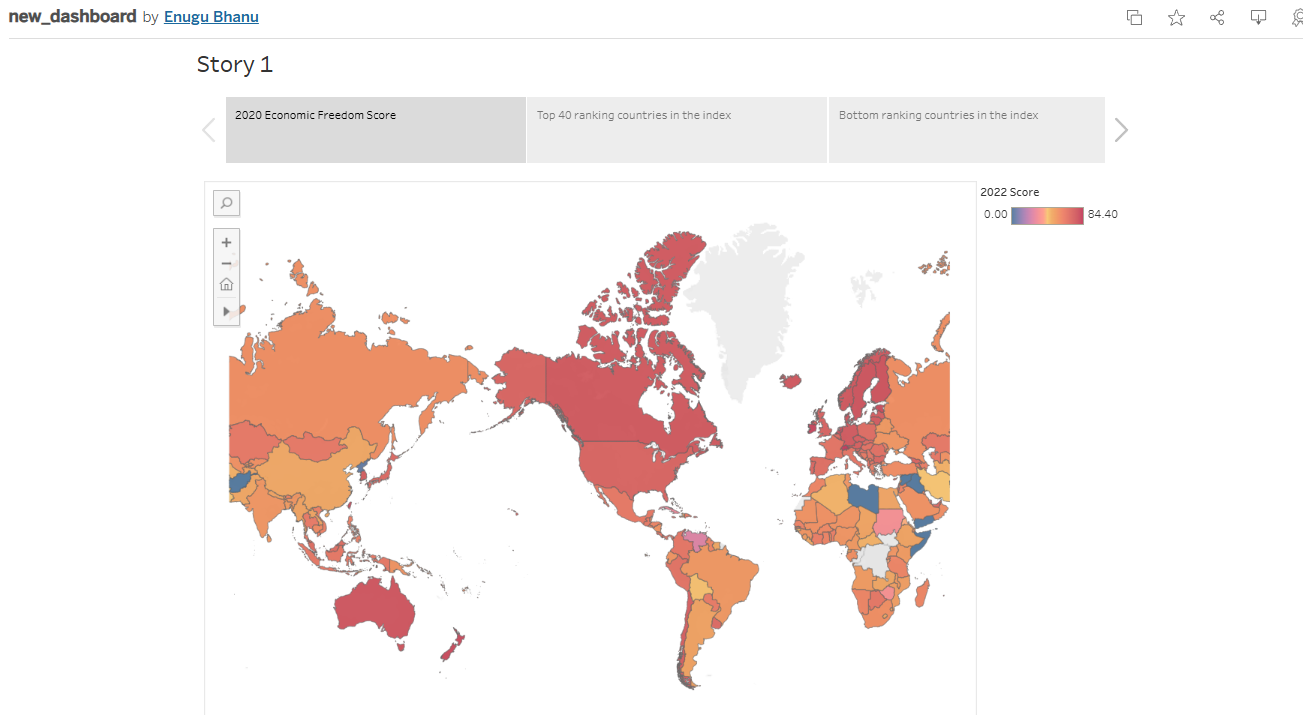 new_dashboard by Enugu Bhanu
Story 1
2020 Economic Freedom Score
Top 40 ranking countries in the index
Bottom ranking countries in the index
2022 Score
0.00 84.40